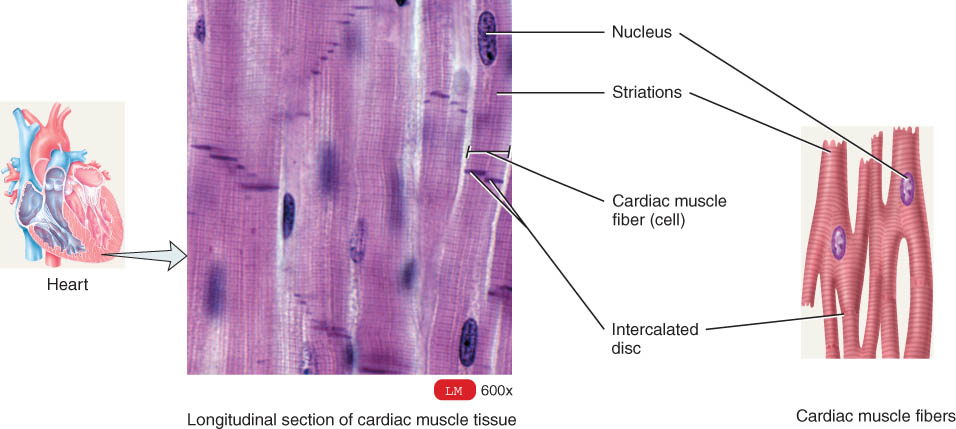 Nucleus
Striations
Cardiac muscle
fiber (cell)
Heart
Intercalated
disc
LM 600x
Longitudinal section of cardiac muscle tissue
Cardiac muscle fibers